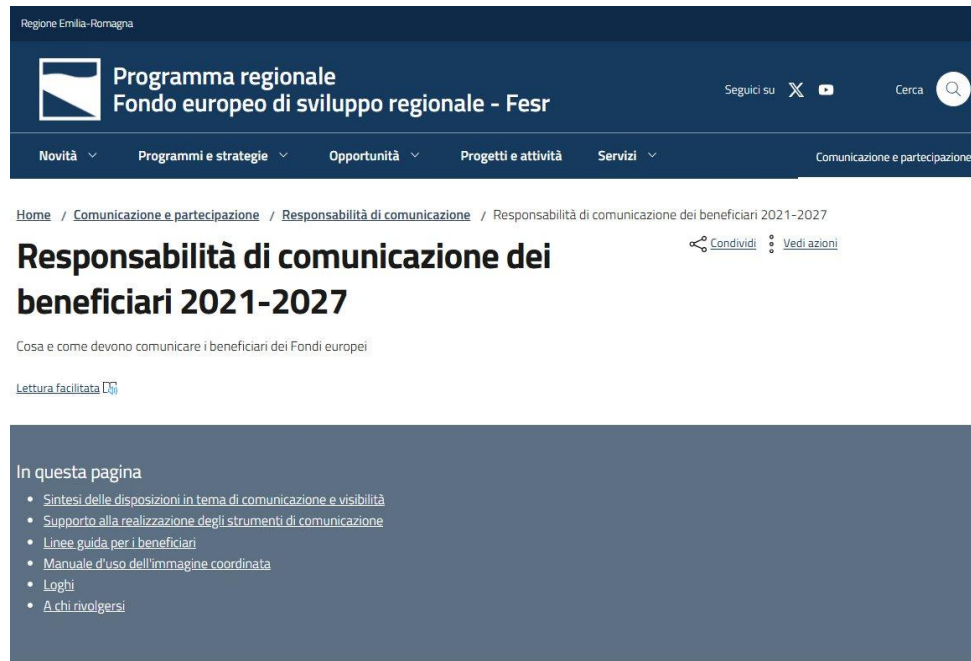 Regione Emilia-Romagna
Programma regionale
Fondo europeo di sviluppo regionale - Fesr
Seguici su
Cerca
Novità
Programmi e strategie
Opportunità
Progetti e attività
Servizi
Comunicazione e partecipazione
Home / Comunicazione e partecipazione / Responsabilità di comunicazione / Responsabilità di comunicazione dei beneficiari 2021-2027
Responsabilità di comunicazione dei
beneficiari 2021-2027
Condividi
Vedi azioni
Cosa e come devono comunicare i beneficiari dei Fondi europei
Lettura facilitata
In questa pagina
• Sintesi delle disposizioni in tema di comunicazione e visibilità
• Supporto alla realizzazione degli strumenti di comunicazione
• Linee guida per i beneficiari
• Manuale d'uso dell'immagine coordinata
• Loghi
• A chi rivolgersi